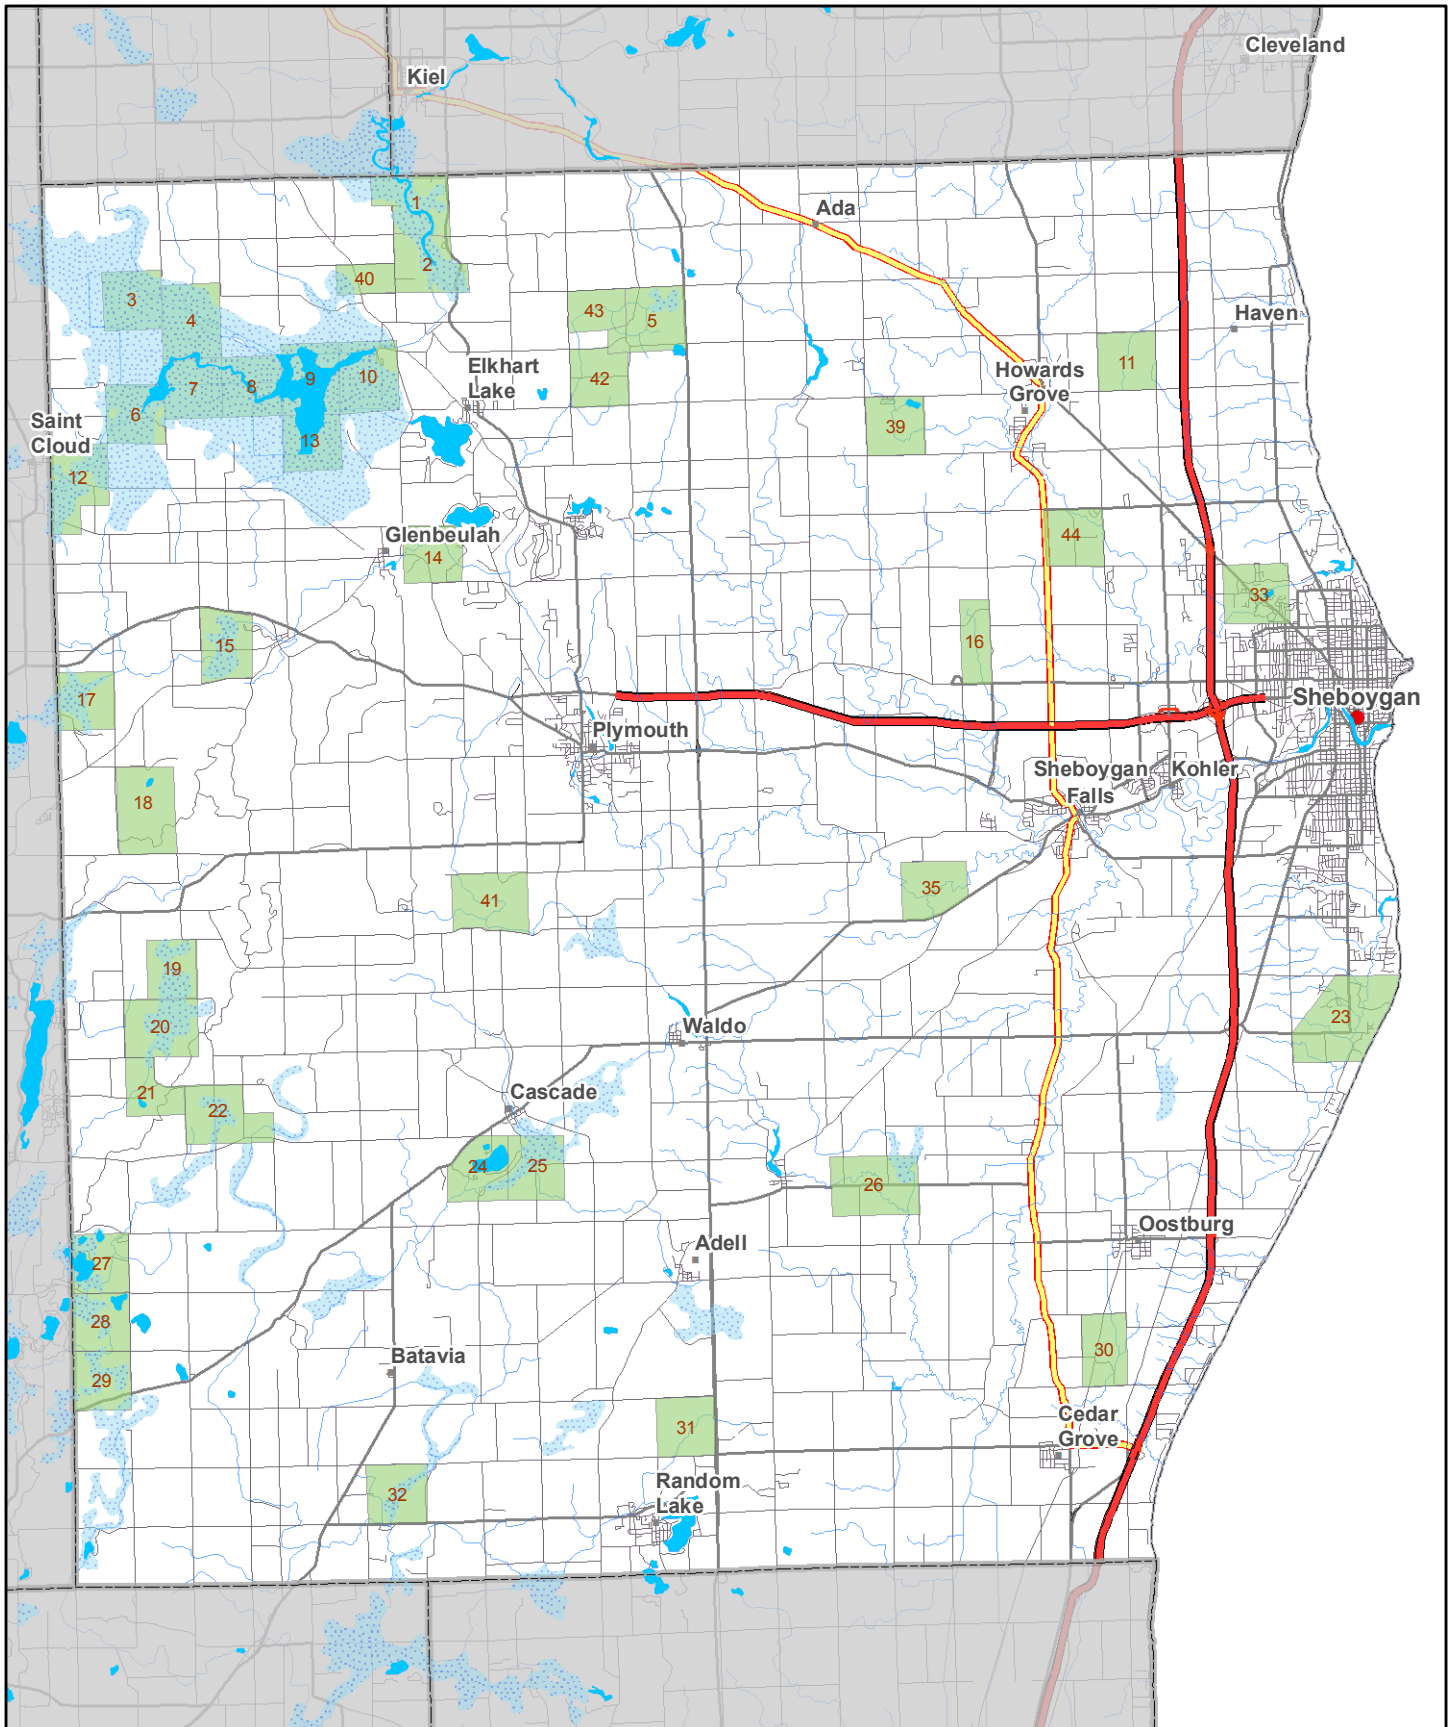 Cleveland
Kiel
1
Ada
2
40
3
43
4
5
Haven
Elkhart
Lake
11
Howards
Grove
7
8
9
10
42
6
Saint
Cloud
39
13
12
Glenbeulah
14
44
33
15
16
17
Sheboygan
Plymouth
Sheboygan
Falls
Kohler
18
35
41
19
20
23
Waldo
21
Cascade
22
24
25
26
Oostburg
Adell
27
28
30
Batavia
29
Cedar
Grove
31
Random
Lake
32